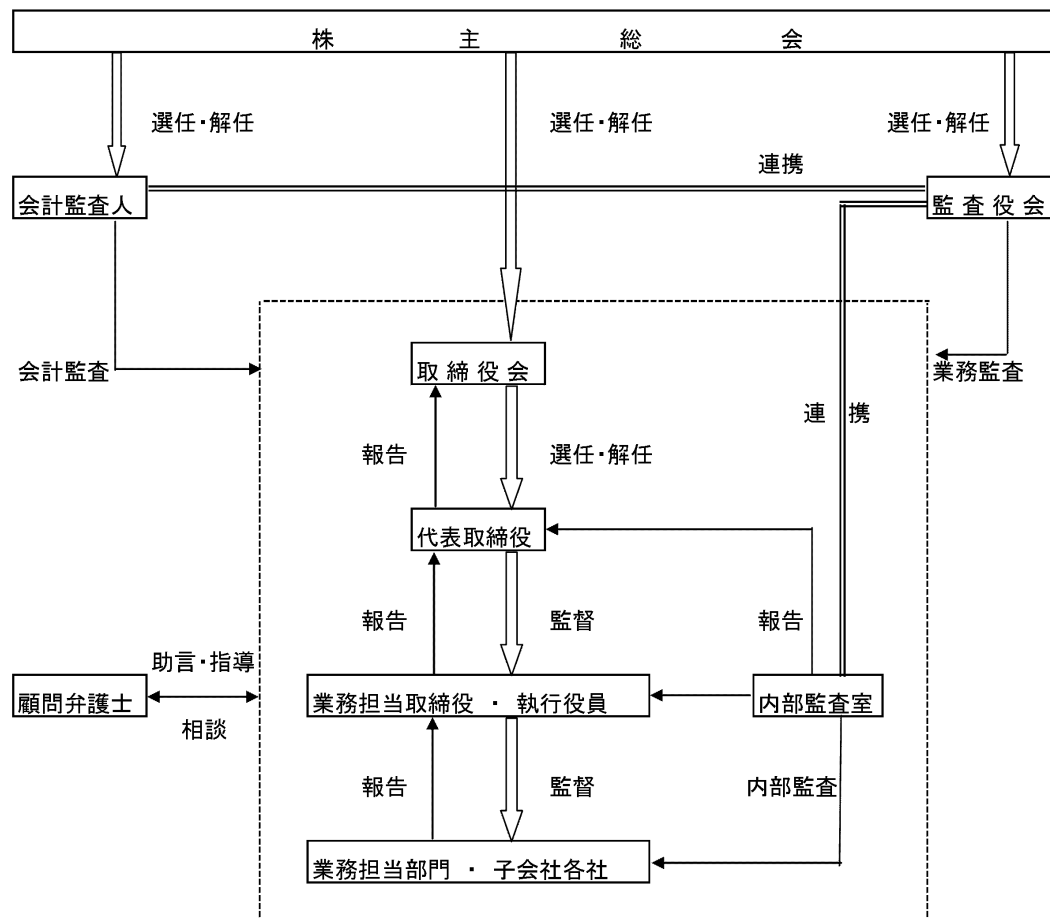 株主総会
選任・解任
選任・解任
選任・解任
連携
会計監査人
監査役会
会計監査
取締役会
業務監査
連携
報告
選任・解任
代表取締役
報告
監督
報告
助言・指導
顧問弁護士
業務担当取締役 ・ 執行役員
内部監査室
相談
報告
監督
内部監査
業務担当部門 ・ 子会社各社